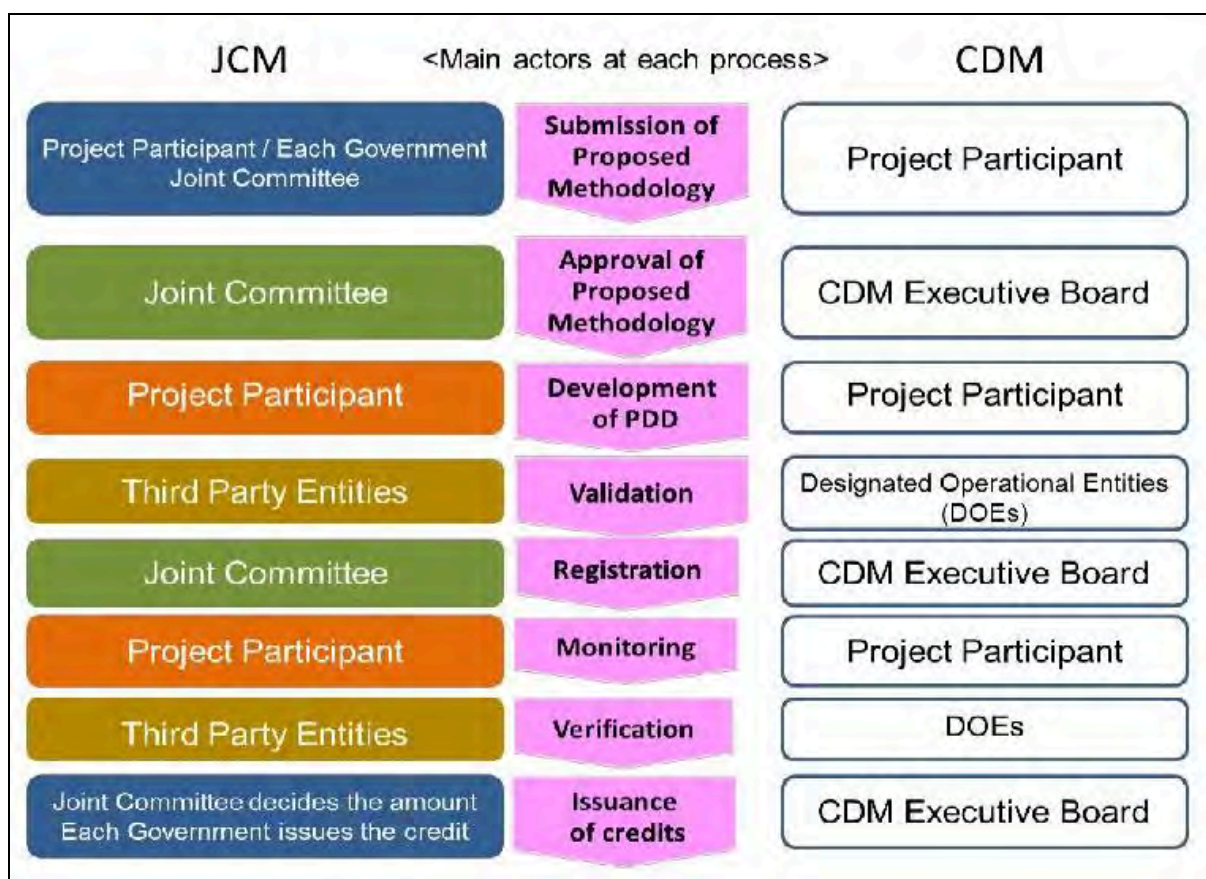 JCM <Main actors at each process> CDM
Project Participant / Each Government
Joint Committee
Submission of
Proposed
Methodology
Project Participant
Joint Committee
Approval of
Proposed
Methodology
CDM Executive Board
Project Participant
Development
of PDD
Project Participant
Third Party Entities
Validation
Designated Operational Entities
(DOEs)
Joint Committee
Registration
CDM Executive Board
Project Participant
Monitoring
Project Participant
Third Party Entities
Verification
DOEs
Joint Committee decides the amount
Each Government issues the credit
Issuance
of credits
CDM Executive Board